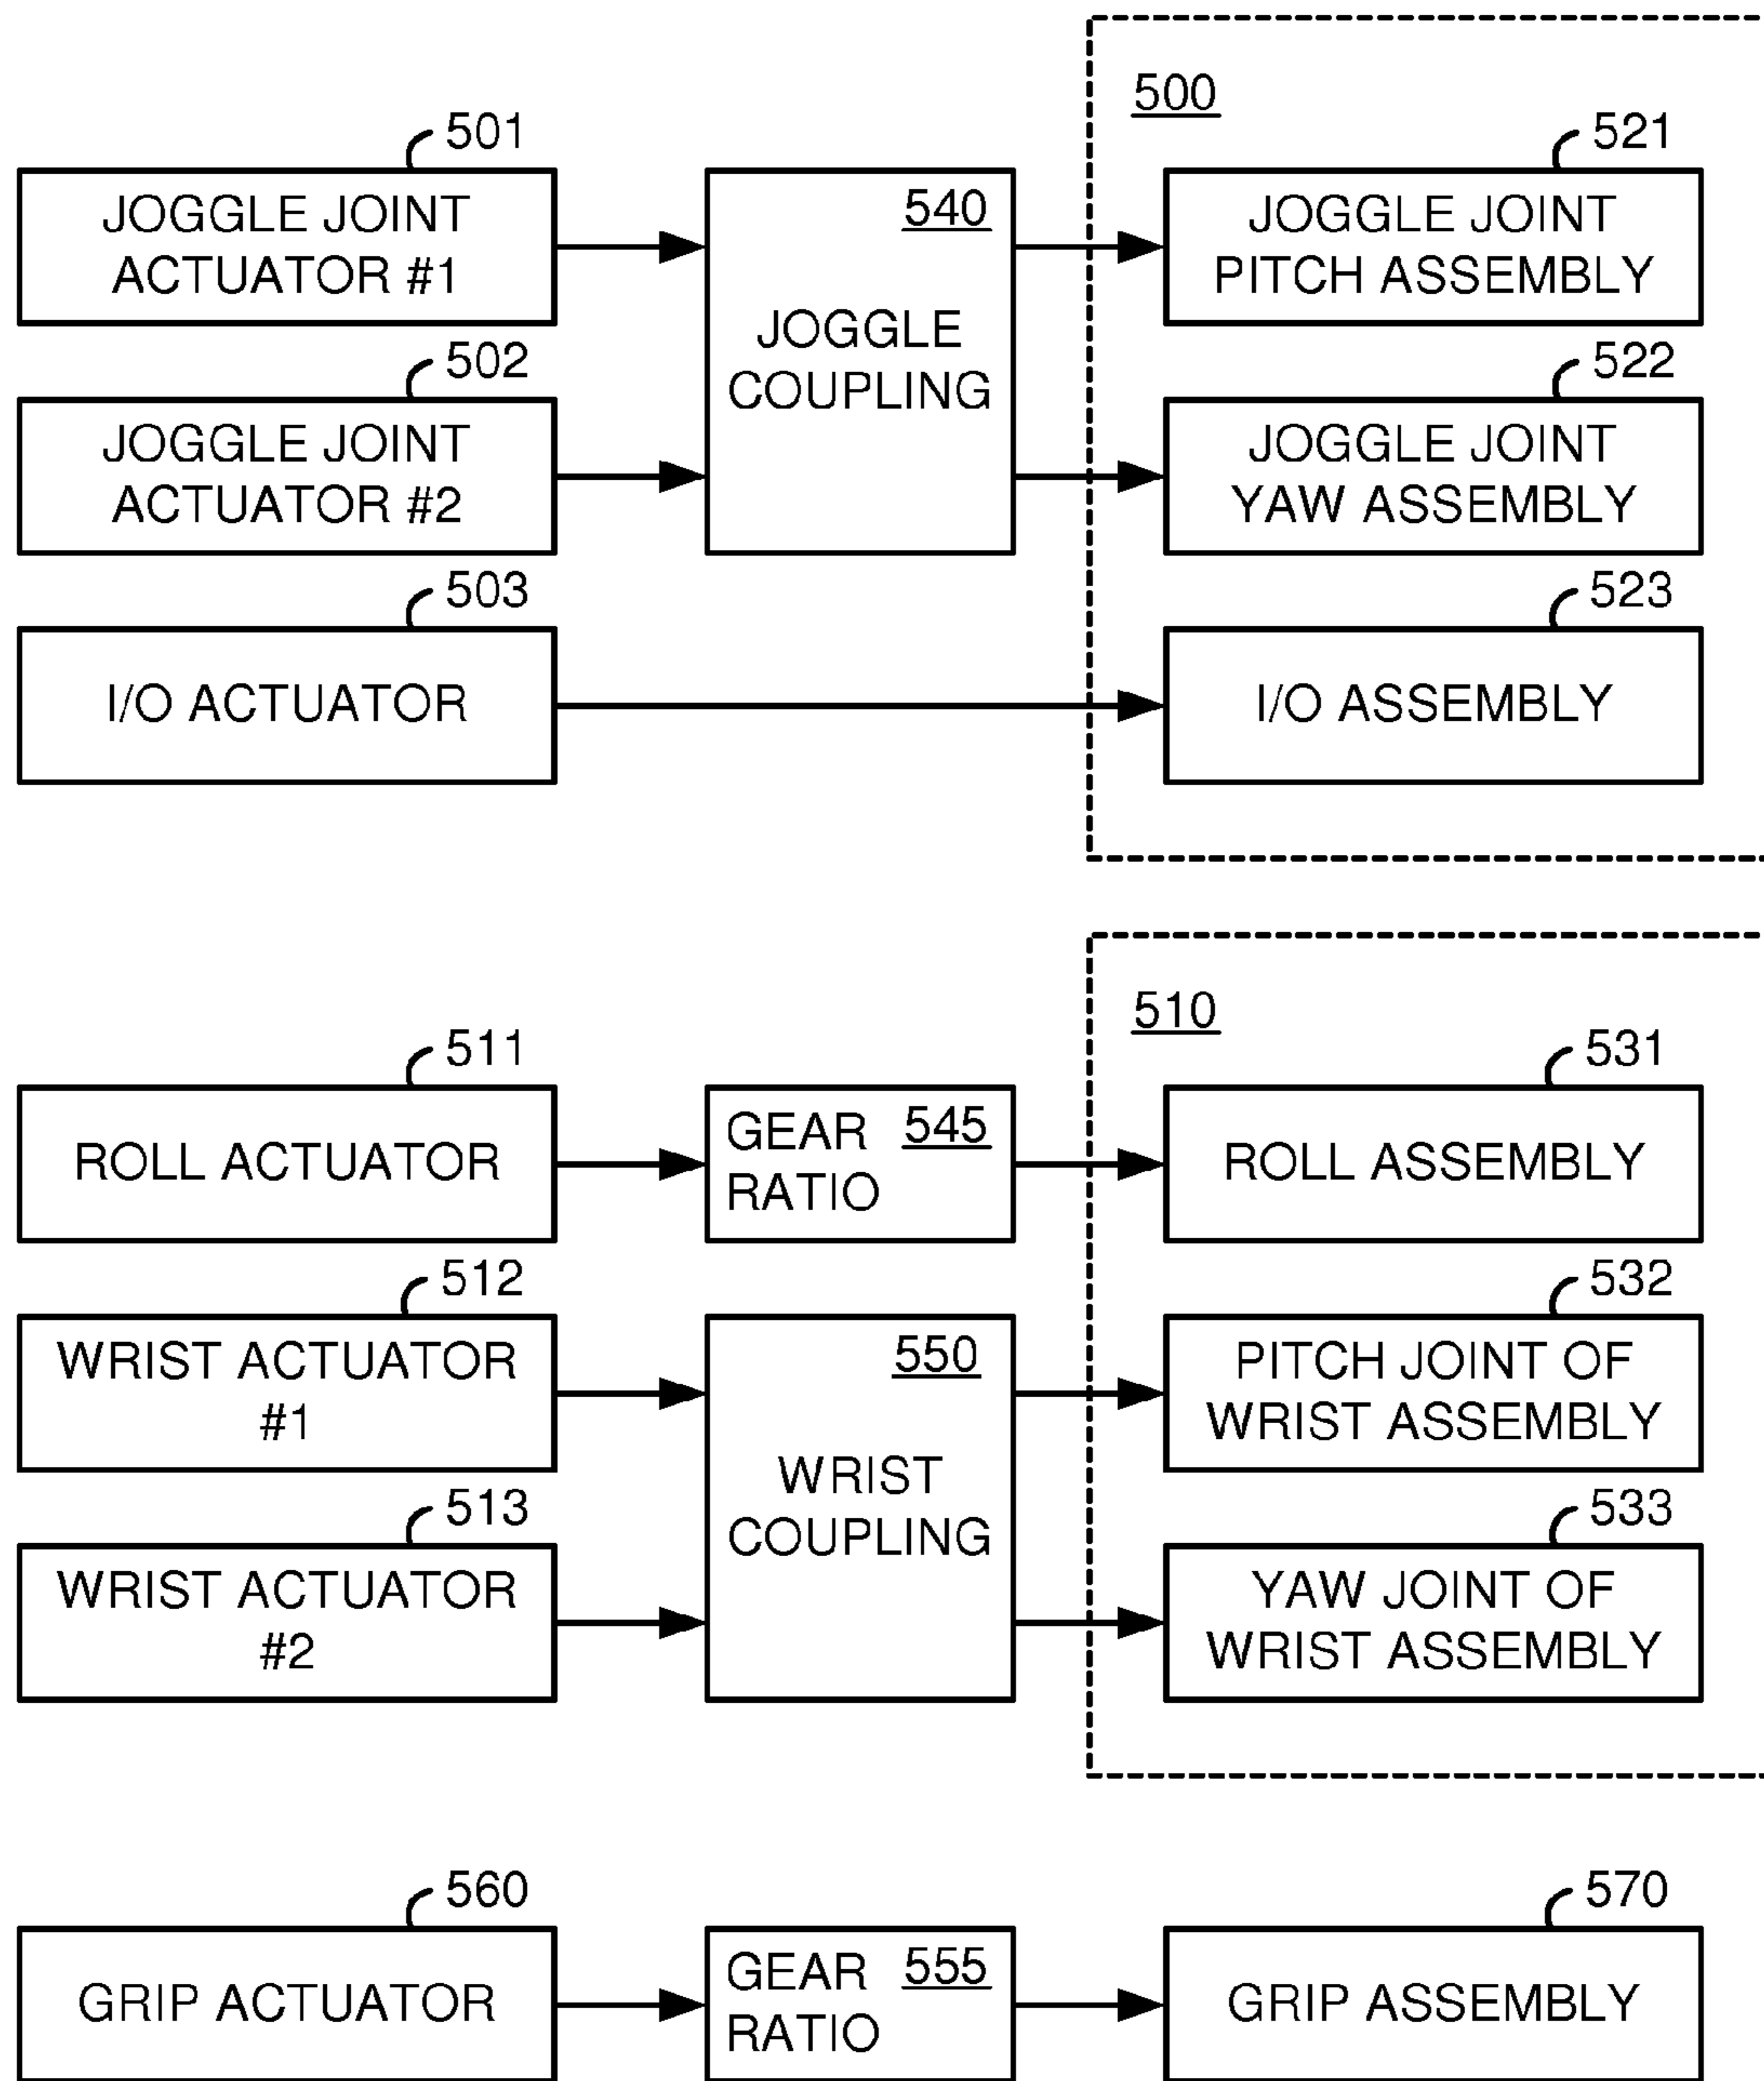 500
501
521
JOGGLE JOINT
ACTUATOR #1
540
JOGGLE
COUPLING
JOGGLE JOINT
PITCH ASSEMBLY
502
522
JOGGLE JOINT
ACTUATOR #2
JOGGLE JOINT
YAW ASSEMBLY
503
523
I/O ACTUATOR
I/O ASSEMBLY
510
511
531
ROLL ACTUATOR
GEAR 545
RATIO
ROLL ASSEMBLY
512
532
WRIST ACTUATOR
#1
550
WRIST
COUPLING
PITCH JOINT OF
WRIST ASSEMBLY
513
533
WRIST ACTUATOR
#2
YAW JOINT OF
WRIST ASSEMBLY
560
570
GRIP ACTUATOR
GEAR 555
RATIO
GRIP ASSEMBLY